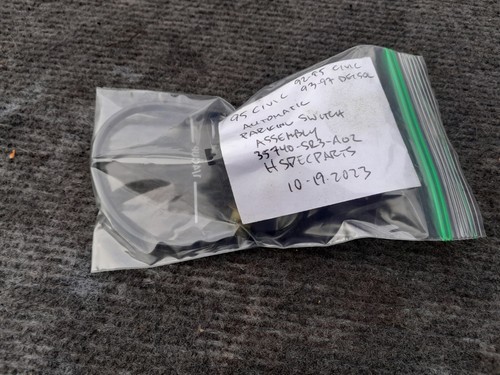 92-95 CIVIC
95 CIVIC 93-97 DELSOL
AUTOMATIC
PARKING SWITCH
ASSEMBLY
35740-SR3-A02
HSPECPARTS
10-19-2023